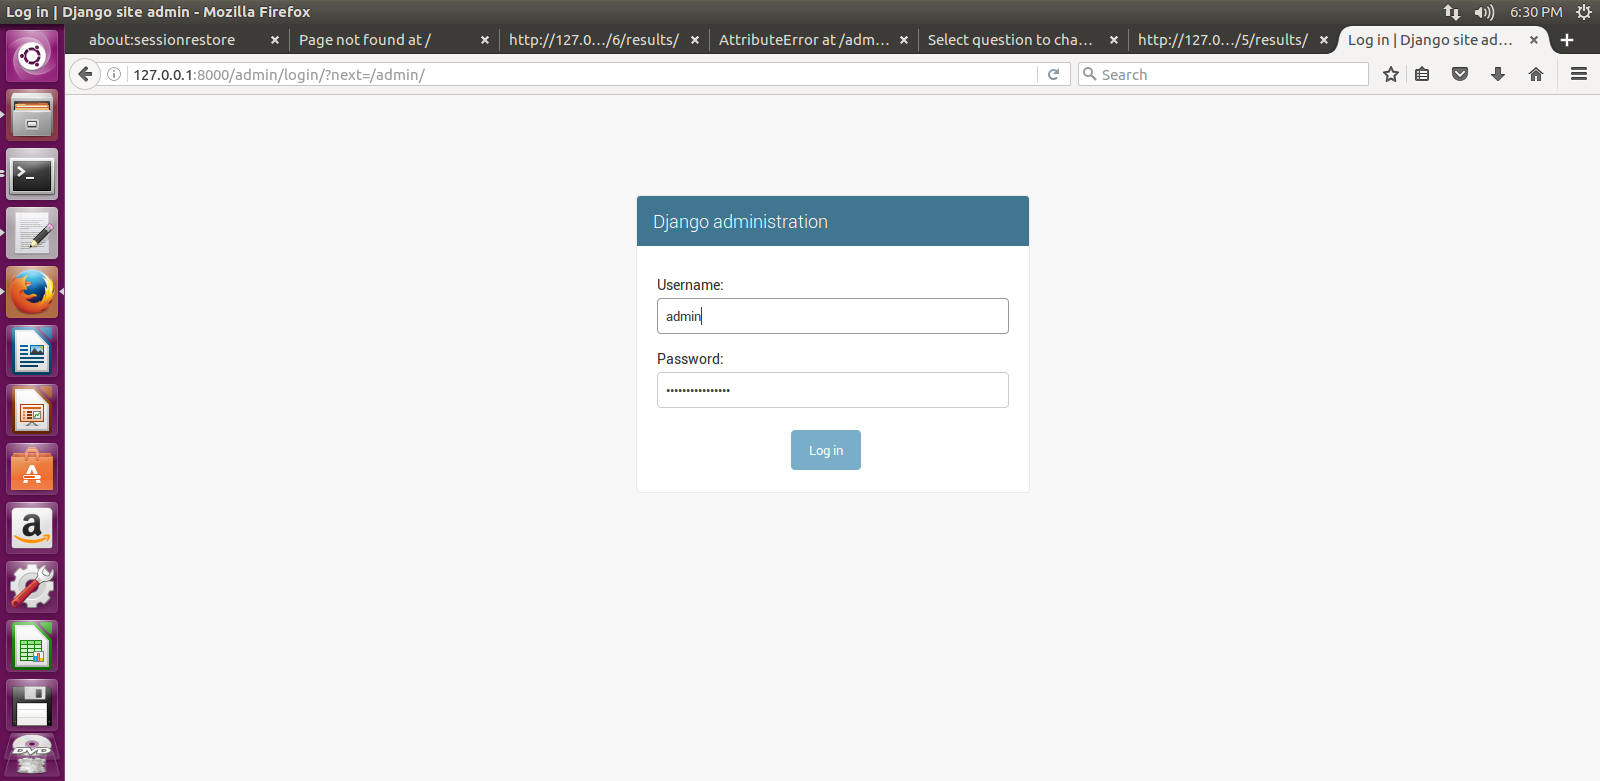 Log in | Django site admin - Mozilla Firefox
6:30 PM
about:sessionrestore
Page not found at /
http://127.0.../6/results/
AttributeError at /adm...
Select question to cha...
http://127.0.../5/results/
Log in | Django site ad...
127.0.0.1:8000/admin/login/?next=/admin/
Search
Django administration
Username:
admin
Password:
Log in
DVD